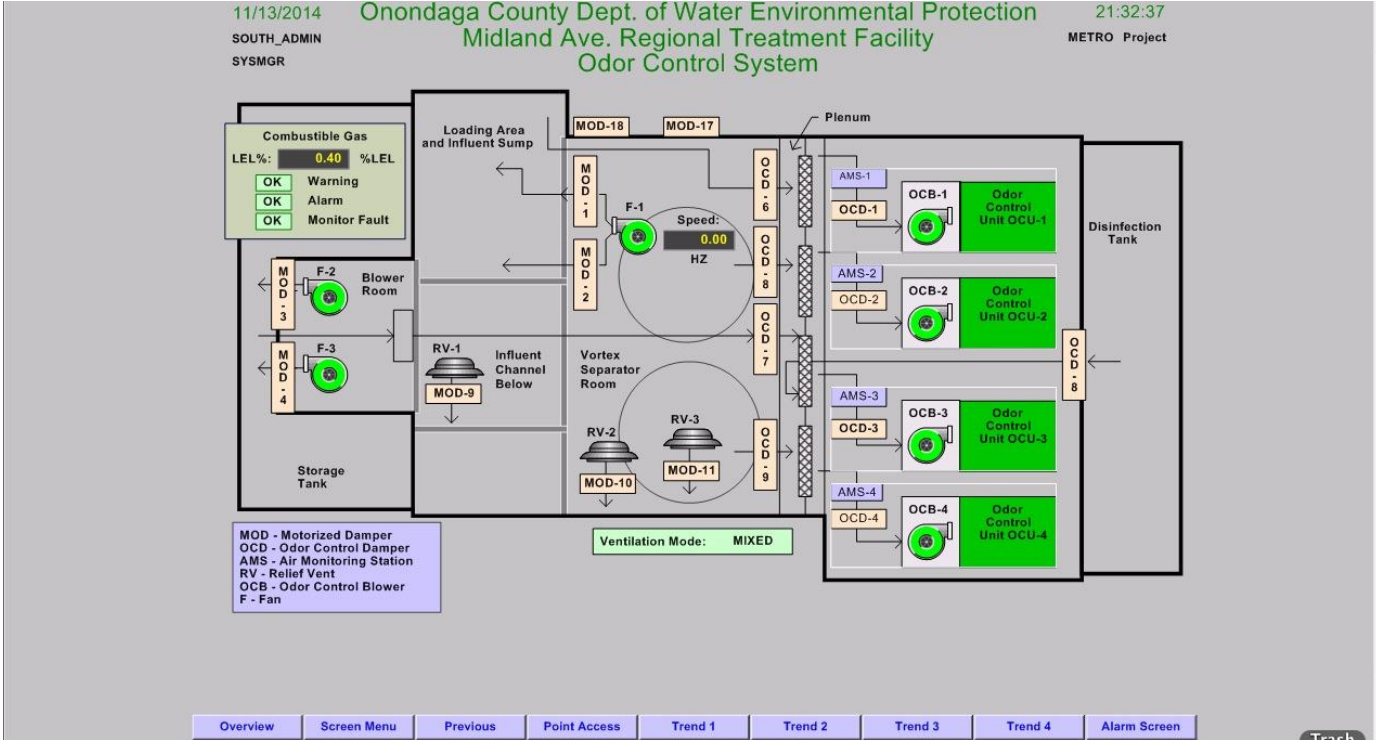 11/13/2014
Onondaga County Dept. of Water Environmental Protection
21:32:37
SOUTH_ADMIN
Midland Ave. Regional Treatment Facility
METRO Project
SYSMGR
Odor Control System
Combustible Gas
LEL%: 0.40 %LEL
OK Warning
OK Alarm
OK Monitor Fault
Loading Area
and Influent Sump
MOD-18
MOD-17
Plenum
MOD-1
F-1
Speed:
0.00
HZ
MOD-2
OCD-6
OCD-8
OCD-7
OCD-9
AMS-1
OCD-1
OCB-1
Odor
Control
Unit OCU-1
AMS-2
OCD-2
OCB-2
Odor
Control
Unit OCU-2
AMS-3
OCD-3
OCB-3
Odor
Control
Unit OCU-3
AMS-4
OCD-4
OCB-4
Odor
Control
Unit OCU-4
Disinfection
Tank
OCD-8
MOD-3
F-2
Blower
Room
MOD-4
F-3
RV-1
MOD-9
Influent
Channel
Below
Vortex
Separator
Room
RV-2
MOD-10
RV-3
MOD-11
Storage
Tank
Ventilation Mode: MIXED
MOD - Motorized Damper
OCD - Odor Control Damper
AMS - Air Monitoring Station
RV - Relief Vent
OCB - Odor Control Blower
F - Fan
Overview
Screen Menu
Previous
Point Access
Trend 1
Trend 2
Trend 3
Trend 4
Alarm Screen
Trash